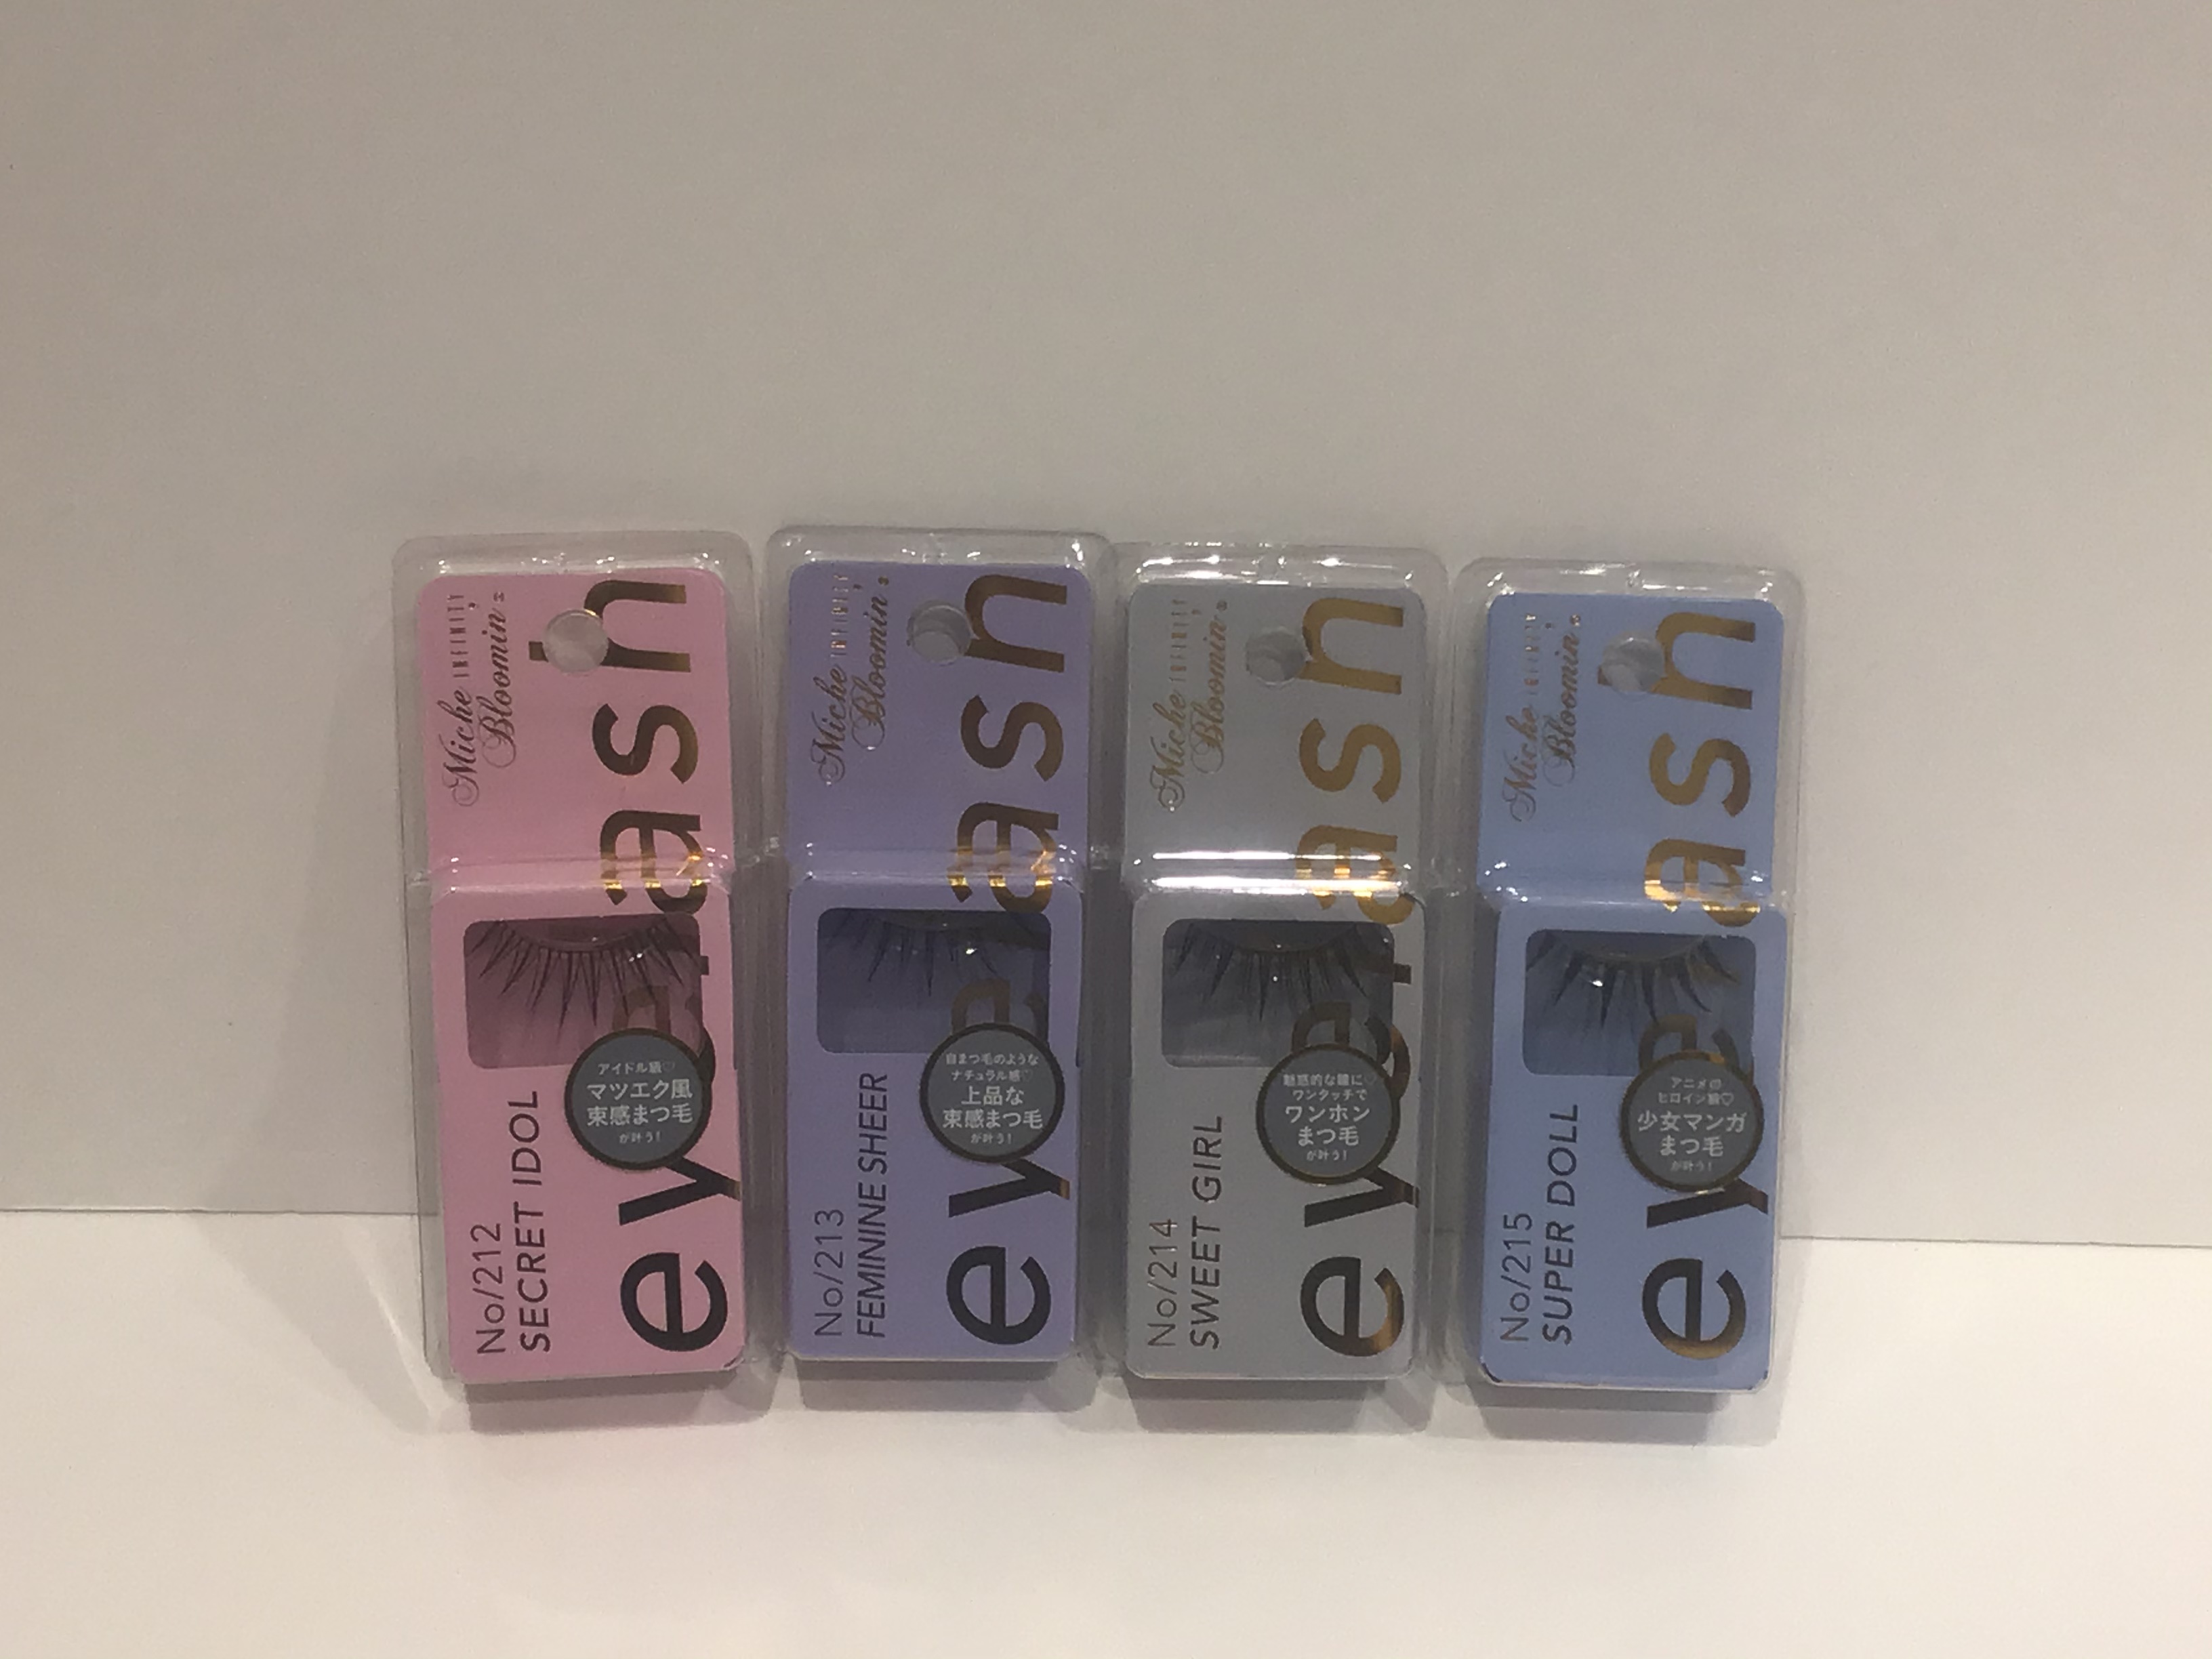 Miche INFINITY
Bloomin'
eyelash
No/212
SECRET IDOL
アイドル級♡
マツエク風
束感まつ毛
が叶う!
Miche INFINITY
Bloomin'
eyelash
No/213
FEMININE SHEER
自まつ毛のような
ナチュラル感♡
上品な
束感まつ毛
が叶う!
Miche INFINITY
Bloomin'
eyelash
No/214
SWEET GIRL
魅惑的な瞳に♡
ワンタッチで
ワンホン
まつ毛
が叶う!
Miche INFINITY
Bloomin'
eyelash
No/215
SUPER DOLL
アニメの
ヒロイン級♡
少女マンガ
まつ毛
が叶う!